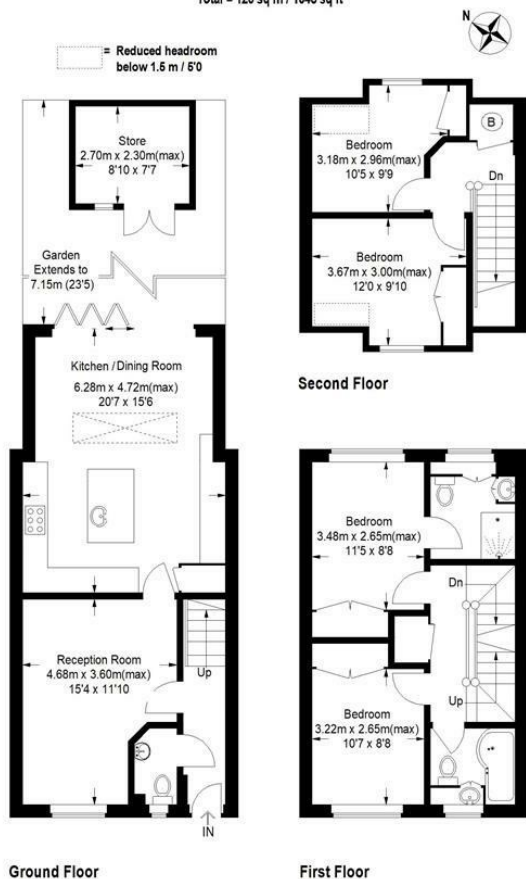 Total = 126 sq m / 1348 sq ft
N
= Reduced headroom
below 1.5 m / 5'0
Store
2.70m x 2.30m(max)
8'10 x 7'7
Garden
Extends to
7.15m (23'5)
Kitchen / Dining Room
6.28m x 4.72m(max)
20'7 x 15'6
Reception Room
4.68m x 3.60m(max)
15'4 x 11'10
Up
IN
Ground Floor
Bedroom
3.18m x 2.96m(max)
10'5 x 9'9
B
Dn
Bedroom
3.67m x 3.00m(max)
12'0 x 9'10
Second Floor
Bedroom
3.48m x 2.65m(max)
11'5 x 8'8
Dn
Up
Bedroom
3.22m x 2.65m(max)
10'7 x 8'8
First Floor